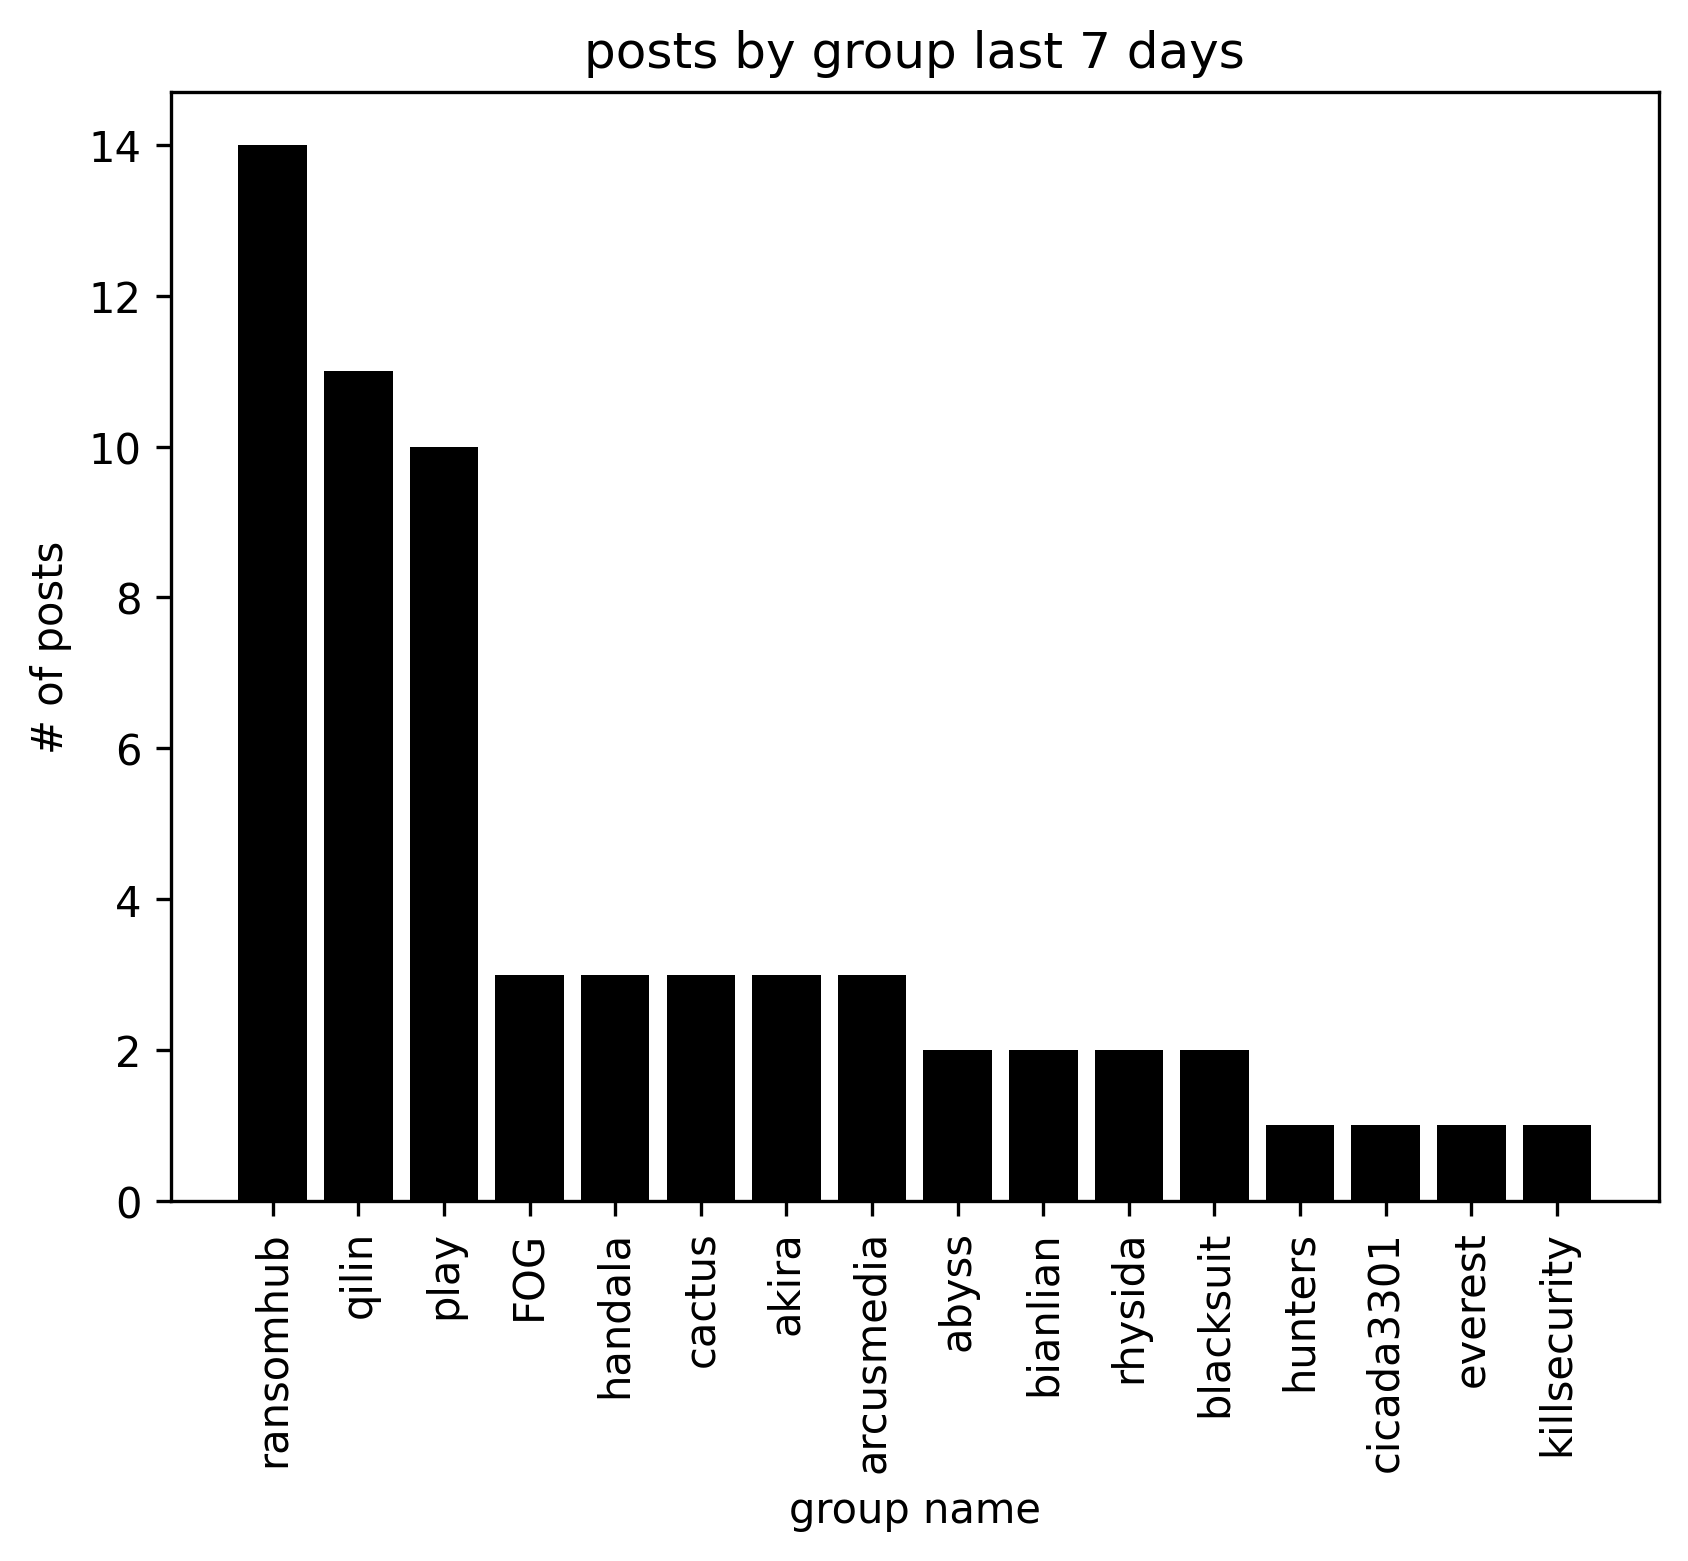 posts by group last 7 days
# of posts
14
12
10
8
6
4
2
0
ransomhub
qilin
play
FOG
handala
cactus
akira
arcusmedia
abyss
bianlian
rhysida
blacksuit
hunters
cicada3301
everest
killsecurity
group name